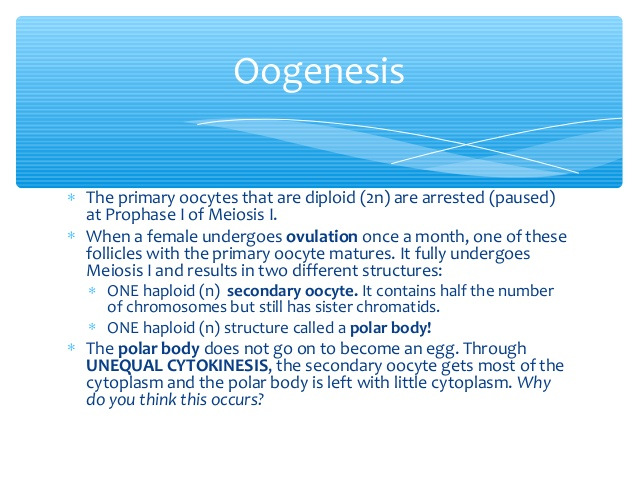 Oogenesis
* The primary oocytes that are diploid (2n) are arrested (paused)
at Prophase I of Meiosis I.
* When a female undergoes ovulation once a month, one of these
follicles with the primary oocyte matures. It fully undergoes
Meiosis I and results in two different structures:
* ONE haploid (n) secondary oocyte. It contains half the number
of chromosomes but still has sister chromatids.
* ONE haploid (n) structure called a polar body!
* The polar body does not go on to become an egg. Through
UNEQUAL CYTOKINESIS, the secondary oocyte gets most of the
cytoplasm and the polar body is left with little cytoplasm. Why
do you think this occurs?